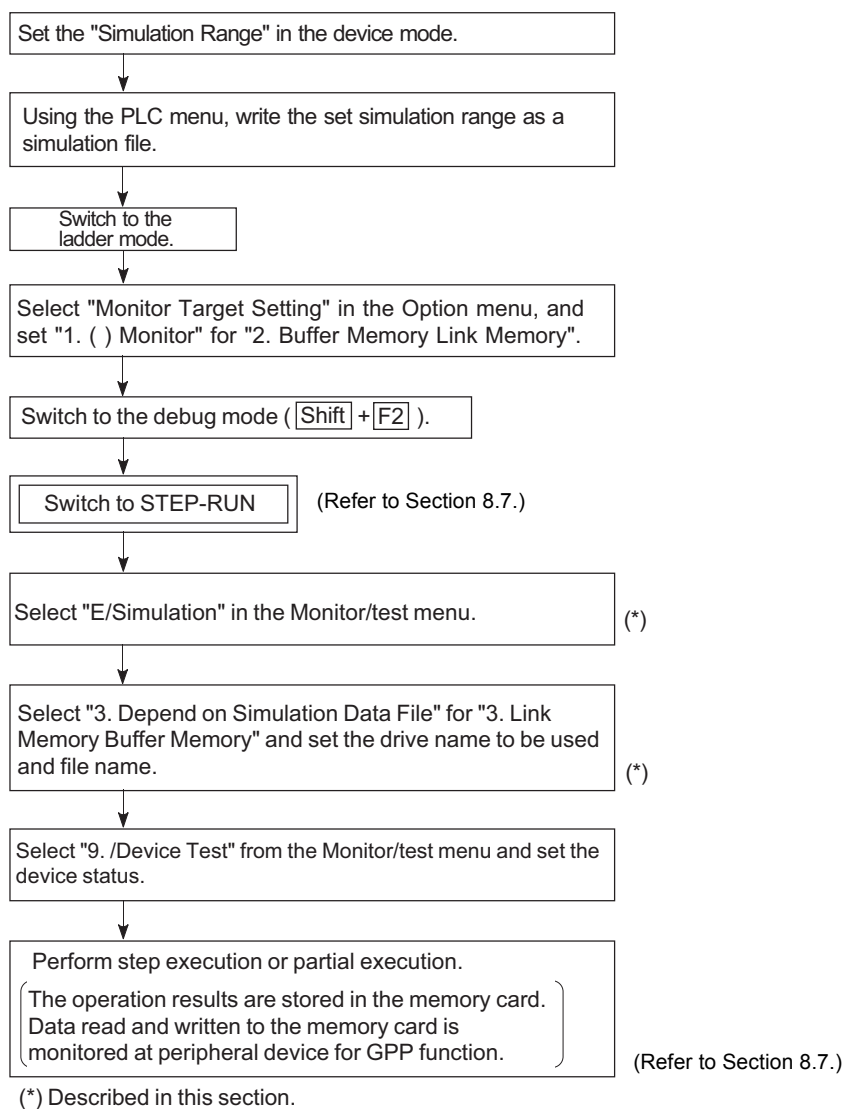 Set the "Simulation Range" in the device mode.
Using the PLC menu, write the set simulation range as a
simulation file.
Switch to the
ladder mode.
Select "Monitor Target Setting" in the Option menu, and
set "1. ( ) Monitor" for "2. Buffer Memory Link Memory".
Switch to the debug mode ( Shift + F2 ).
Switch to STEP-RUN (Refer to Section 8.7.)
Select "E/Simulation" in the Monitor/test menu. (*)
Select "3. Depend on Simulation Data File" for "3. Link
Memory Buffer Memory" and set the drive name to be used
and file name. (*)
Select "9. /Device Test" from the Monitor/test menu and set the
device status.
Perform step execution or partial execution.
The operation results are stored in the memory card.
Data read and written to the memory card is
monitored at peripheral device for GPP function. (Refer to Section 8.7.)
(*) Described in this section.